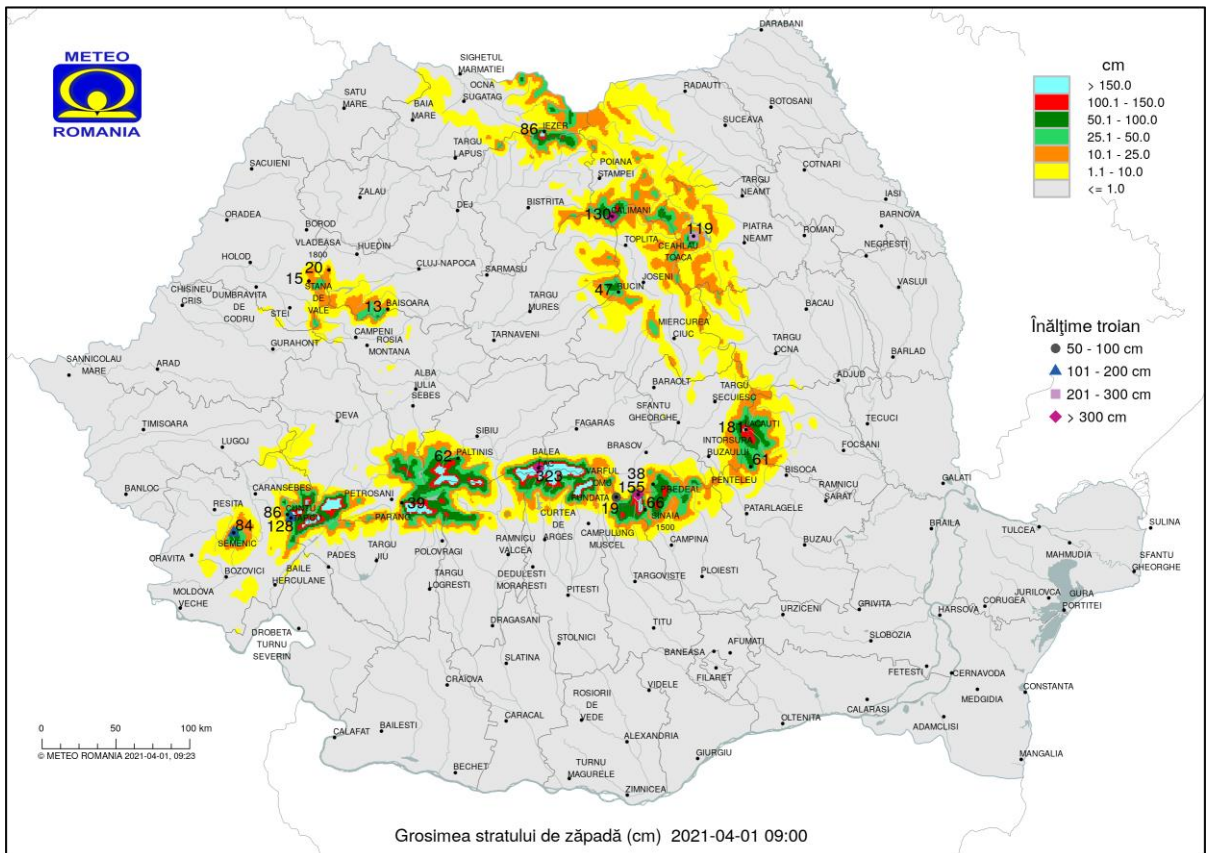 METEO
ROMANIA
DARABANI
SIGHETUL
MARMATIEI
OCNA
SUGATAG
RADAUTI
SATU
MARE
BAIA
MARE
BOTOSANI
86 IEZER
SUCEAVA
TARGU
LAPUS
POIANA
STAMPEI
COTNARI
SACUIENI
TARGU
NEAMT
ZALAU
IASI
DEJ
BISTRITA
130
CALIMANI
BARNOVA
ORADEA
BOROD
119
PIATRA
NEAMT
ROMAN
VLADEASA
1800
HUEDIN
TOPLITA
CEAHLAU
TOACA
NEGRESTI
HOLOD
20
15
CLUJ-NAPOCA
SARMASU
JOSENI
STANA
DE
VALE
47
BUCIN
VASLUI
CHISINEU
CRIS
DUMBRAVITA
DE
CODRU
STEI
13
BAISOARA
TARGU
MURES
BACAU
MIERCUREA
CIUC
CAMPENI
ROSIA
MONTANA
TARNAVENI
GURAHONT
TARGU
OCNA
BARLAD
SANNICOLAU
MARE
ARAD
ALBA
IULIA
SEBES
BARAOLT
TARGU
SECUIESC
ADJUD
SFANTU
GHEORGHE
TIMISOARA
DEVA
FAGARAS
181
LACAUTI
TECUCI
LUGOJ
SIBIU
BRASOV
INTORSURA
BUZAULUI
FOCSANI
62
PALTINIS
BALEA
LAC
323
VARFUL
OMU
38
155
PREDEAL
61
PENTELEU
BISOCA
GALATI
BANLOC
RESITA
CARANSEBES
PETROSANI
FUNDATA
19
66
SINAIA
1500
RAMNICU
SARAT
86
CUNTU
128
TARCU
139
PARANG
CURTEA
DE
ARGES
CAMPULUNG
MUSCEL
PATARLAGELE
84
SEMENIC
BRAILA
TULCEA
SULINA
ORAVITA
PADES
TARGU
JIU
POLOVRAGI
RAMNICU
VALCEA
CAMPINA
BUZAU
MAHMUDIA
SFANTU
GHEORGHE
BOZOVICI
BAILE
HERCULANE
TARGU
LOGRESTI
DEDULESTI
MORARESTI
PITESTI
TARGOVISTE
PLOIESTI
MOLDOVA
VECHE
JURILOVCA
GURA
PORTITEI
CORUGEA
HARSOVA
URZICENI
GRIVITA
DROBETA
TURNU
SEVERIN
DRAGASANI
STOLNICI
TITU
AFUMATI
BANEASA
FILARET
SLOBOZIA
SLATINA
FETESTI
CERNAVODA
MEDGIDIA
CONSTANTA
CRAIOVA
ROSIORII
DE
VEDE
VIDELE
CALARASI
ADAMCLISI
OLTENITA
CALAFAT
BAILESTI
CARACAL
ALEXANDRIA
GIURGIU
MANGALIA
BECHET
TURNU
MAGURELE
ZIMNICEA
cm
> 150.0
100.1 - 150.0
50.1 - 100.0
25.1 - 50.0
10.1 - 25.0
1.1 - 10.0
<= 1.0
Înălţime troian
50 - 100 cm
101 - 200 cm
201 - 300 cm
> 300 cm
0 50 100 km
© METEO ROMANIA 2021-04-01, 09:23
Grosimea stratului de zăpadă (cm) 2021-04-01 09:00